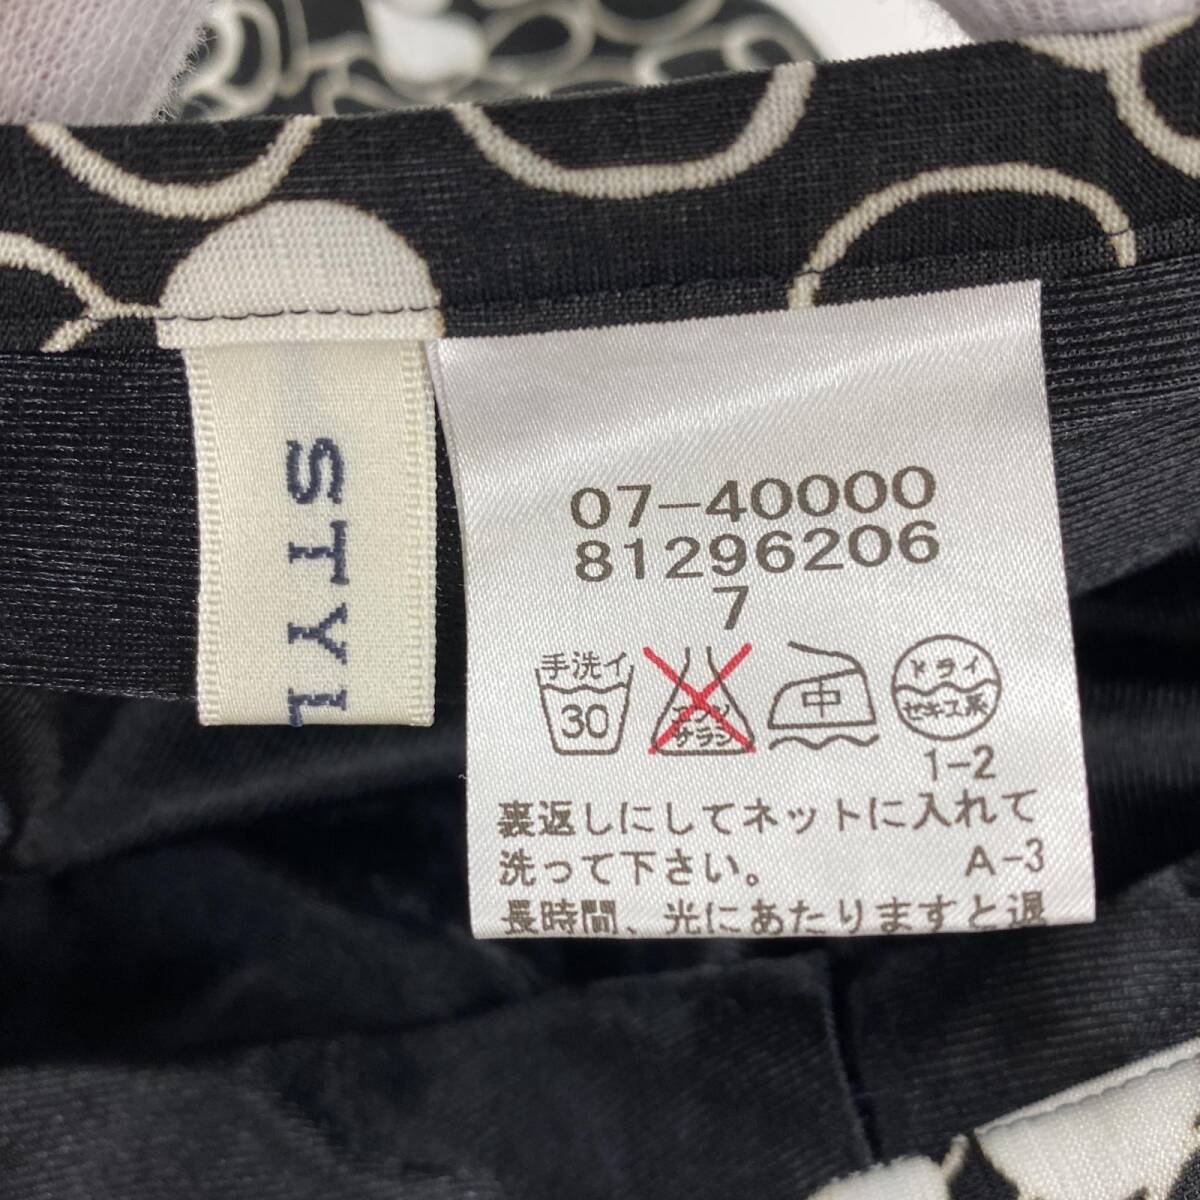 STYL
07-40000
81296206
7
手洗イ
30
エンソ
サラシ
中
ドライ
セキユ系
1-2
裏返しにしてネットに入れて
洗って下さい。 A-3
長時間、光にあたりますと退